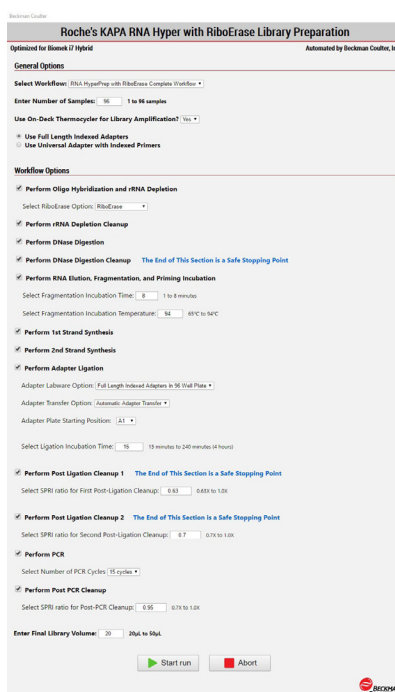 Beckman Coulter
Roche's KAPA RNA Hyper with RiboErase Library Preparation
Optimized for Biomek i7 Hybrid Automated by Beckman Coulter, In
General Options
Select Workflow: RNA HyperPrep with RiboErase Complete Workflow
Enter Number of Samples: 96 1 to 96 samples
Use On-Deck Thermocycler for Library Amplification? Yes
Use Full Length Indexed Adapters
Use Universal Adapter with Indexed Primers
Workflow Options
Perform Oligo Hybridization and rRNA Depletion
Select RiboErase Option: RiboErase
Perform rRNA Depletion Cleanup
Perform DNase Digestion
Perform DNase Digestion Cleanup The End of This Section is a Safe Stopping Point
Perform RNA Elution, Fragmentation, and Priming Incubation
Select Fragmentation Incubation Time: 8 1 to 8 minutes
Select Fragmentation Incubation Temperature: 94 65°C to 94°C
Perform 1st Strand Synthesis
Perform 2nd Strand Synthesis
Perform Adapter Ligation
Adapter Labware Option: Full Length Indexed Adapters in 96 Well Plate
Adapter Transfer Option: Automatic Adapter Transfer
Adapter Plate Starting Position: A1
Select Ligation Incubation Time: 15 15 minutes to 240 minutes (4 hours)
Perform Post Ligation Cleanup 1 The End of This Section is a Safe Stopping Point
Select SPRI ratio for First Post-Ligation Cleanup: 0.63 0.63X to 1.0X
Perform Post Ligation Cleanup 2 The End of This Section is a Safe Stopping Point
Select SPRI ratio for Second Post-Ligation Cleanup: 0.7 0.7X to 1.0X
Perform PCR
Select Number of PCR Cycles 15 cycles
Perform Post PCR Cleanup
Select SPRI ratio for Post-PCR Cleanup: 0.95 0.7X to 1.0X
Enter Final Library Volume: 20 20µL to 50µL
Start run Abort
BECKMA